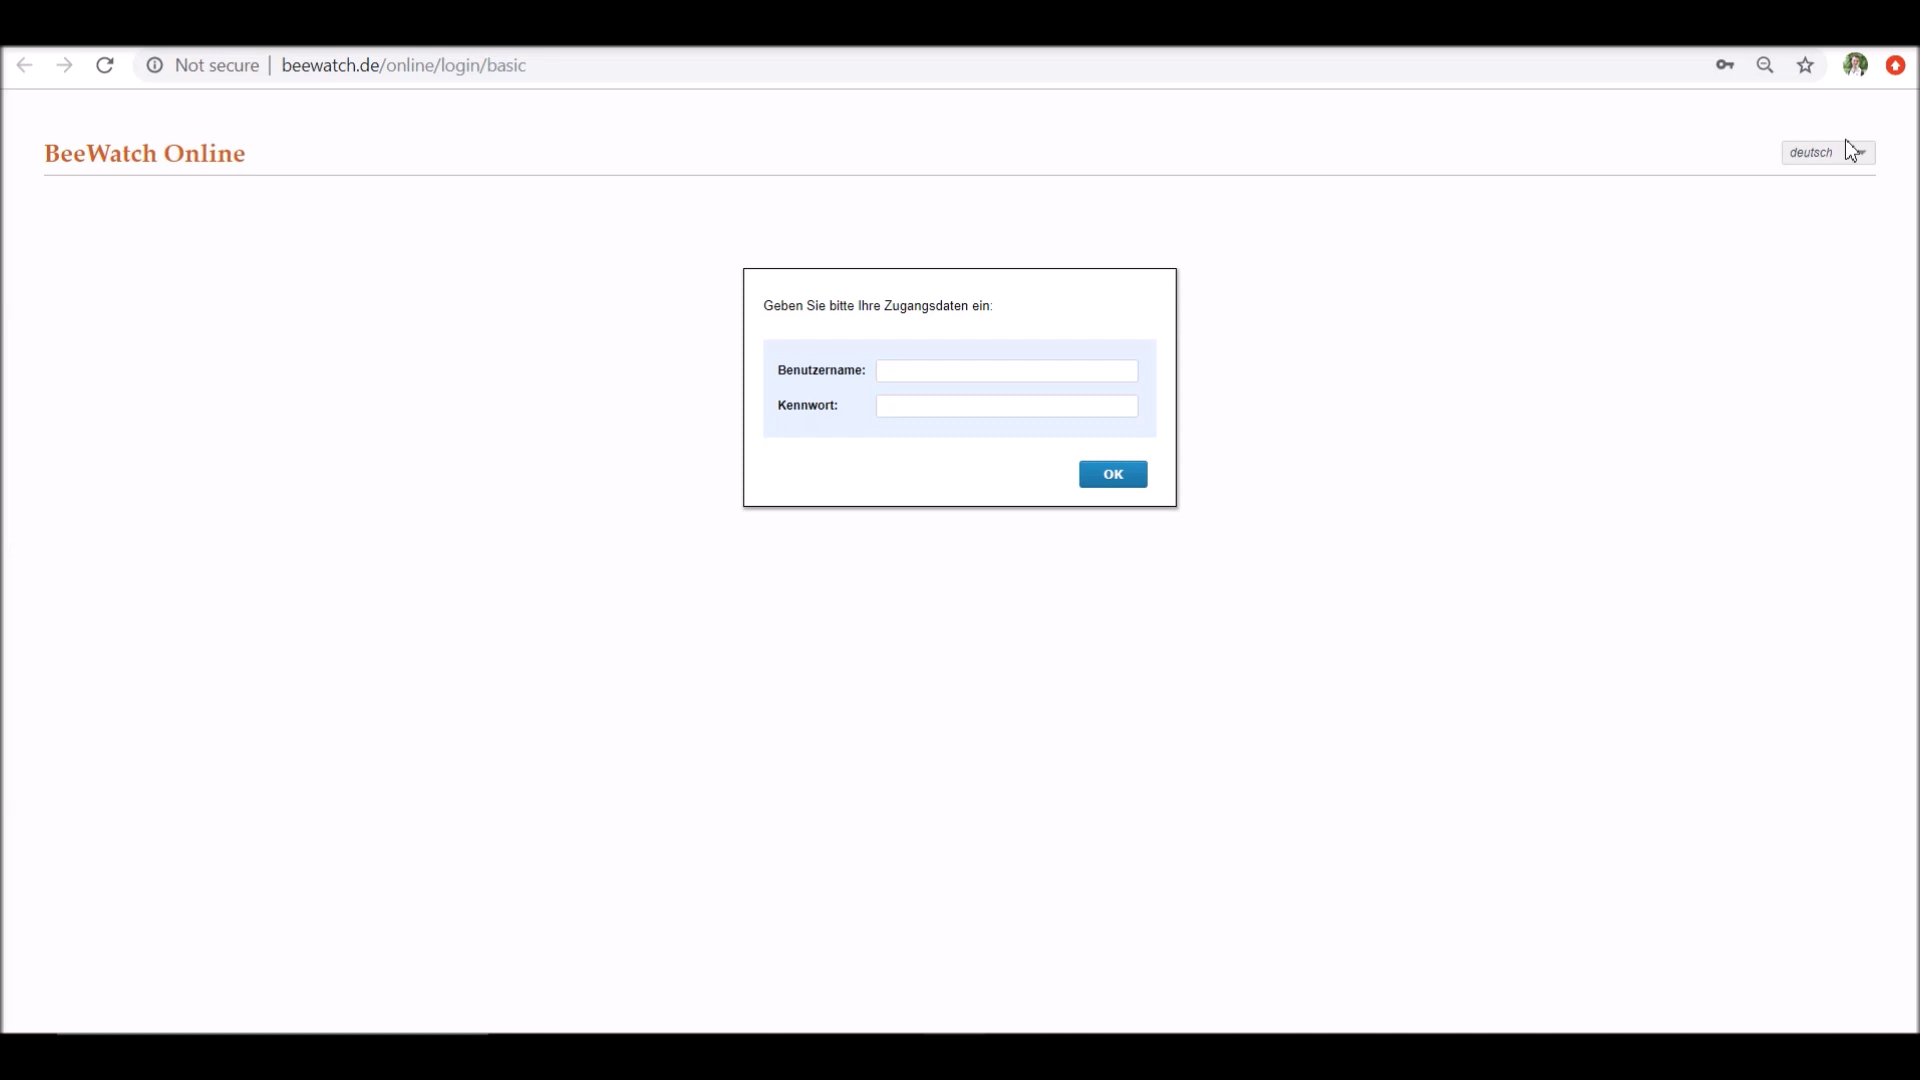 Not secure | beewatch.de/online/login/basic
BeeWatch Online
deutsch
Geben Sie bitte Ihre Zugangsdaten ein:
Benutzername:
Kennwort:
OK